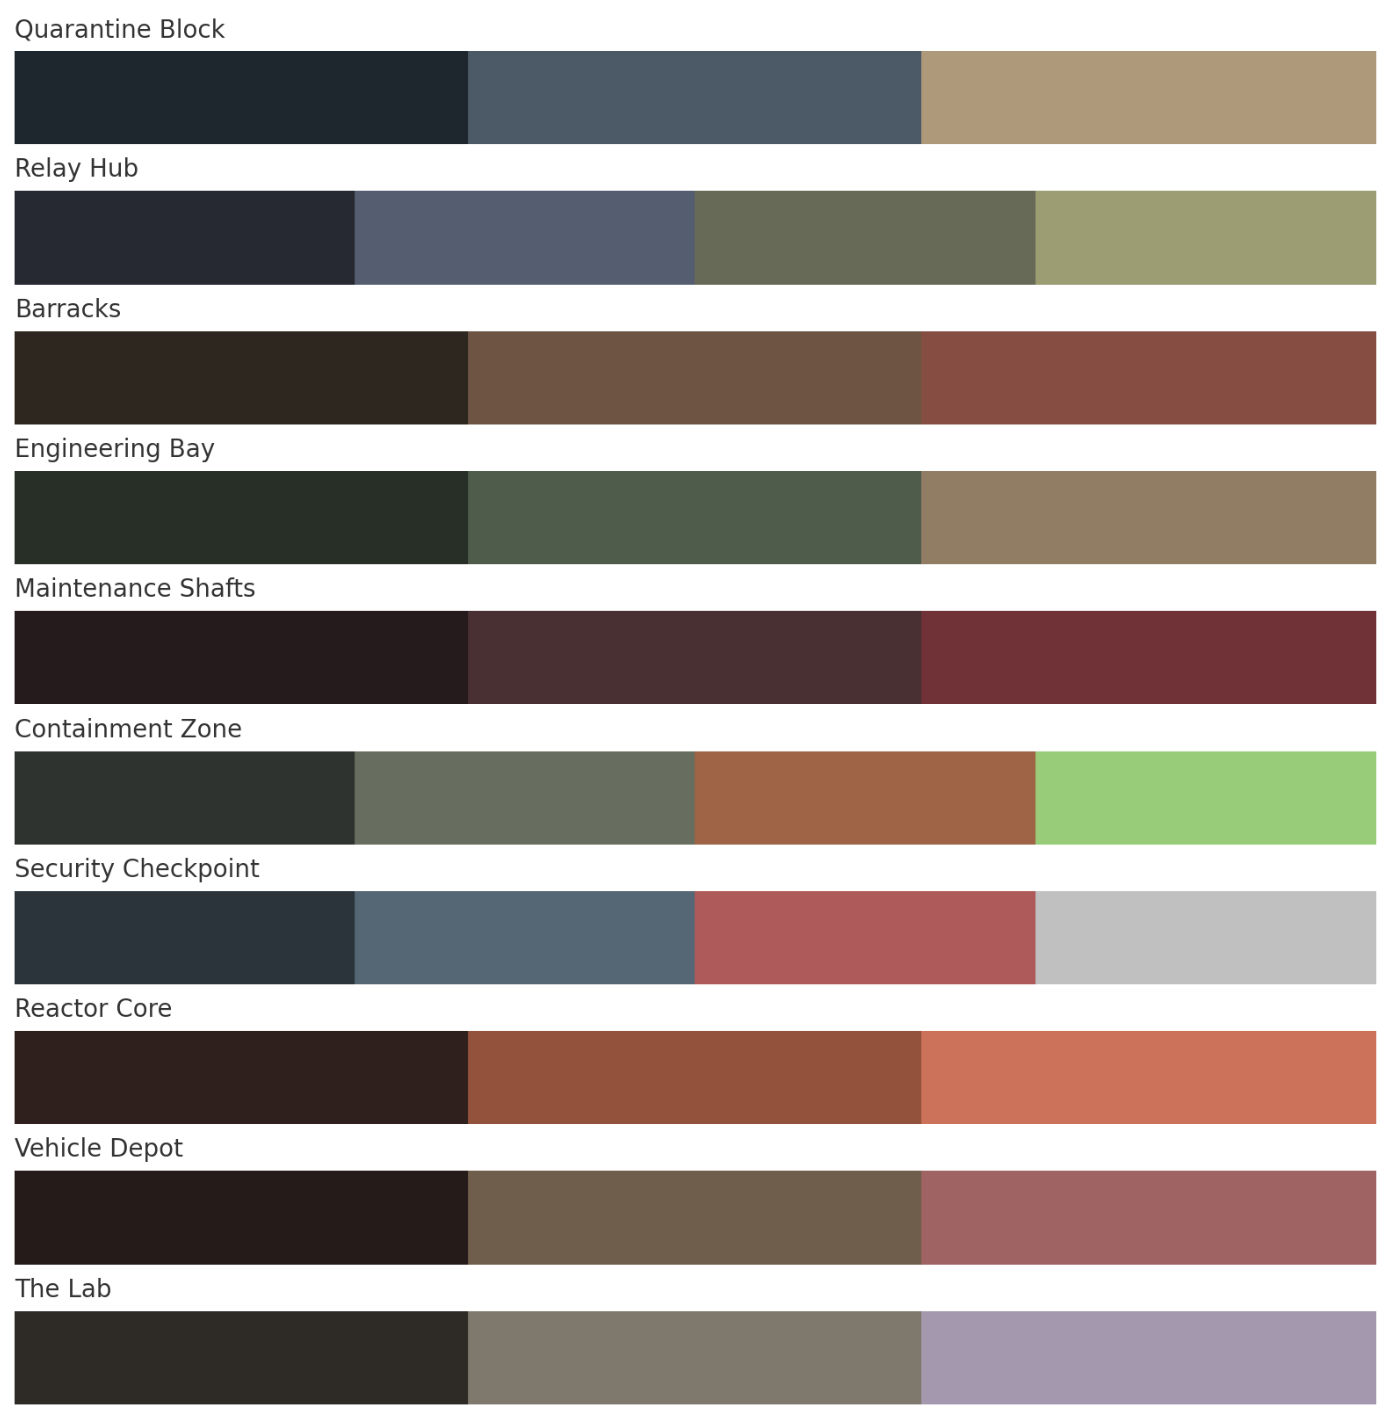 Quarantine Block
Relay Hub
Barracks
Engineering Bay
Maintenance Shafts
Containment Zone
Security Checkpoint
Reactor Core
Vehicle Depot
The Lab